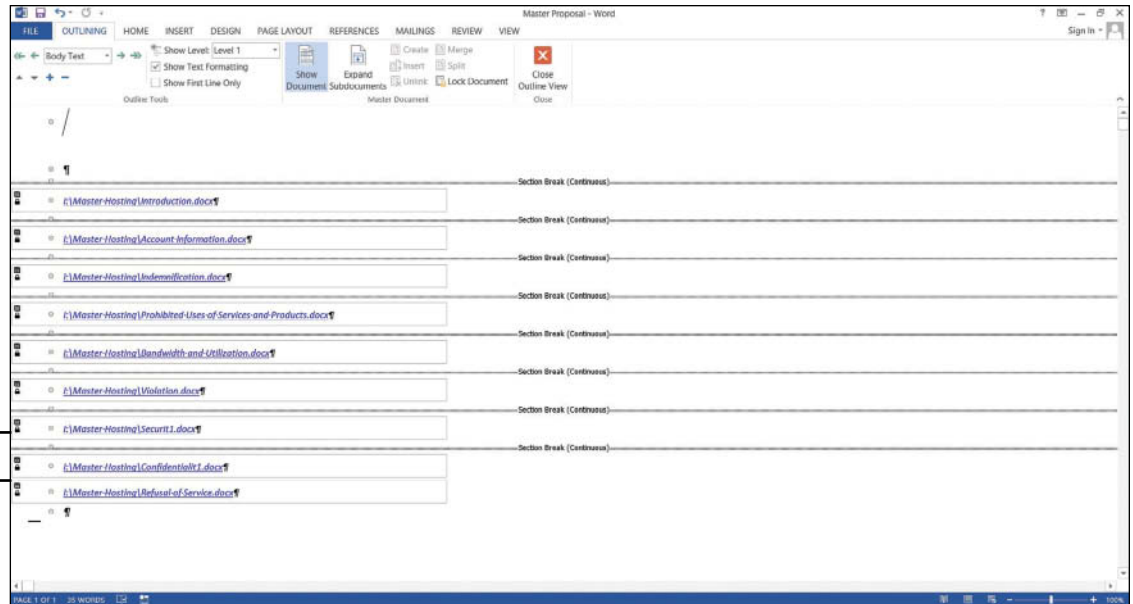 Master Proposal - Word
FILE OUTLINING HOME INSERT DESIGN PAGE LAYOUT REFERENCES MAILINGS REVIEW VIEW Sign In
Body Text Show Level: Level 1
Show Text Formatting
Show First Line Only
Outline Tools
Show Document
Expand Subdocuments
Create Merge
Insert Split
Unlink Lock Document
Master Document
Close Outline View
Close
¶
Section Break (Continuous)
I:\Master-Hosting\Introduction.docx¶
Section Break (Continuous)
I:\Master-Hosting\Account-Information.docx¶
Section Break (Continuous)
I:\Master-Hosting\Indemnification.docx¶
Section Break (Continuous)
I:\Master-Hosting\Prohibited-Uses-of-Services-and-Products.docx¶
Section Break (Continuous)
I:\Master-Hosting\Bandwidth-and-Utilization.docx¶
Section Break (Continuous)
I:\Master-Hosting\Violation.docx¶
Section Break (Continuous)
I:\Master-Hosting\Securit1.docx¶
Section Break (Continuous)
I:\Master-Hosting\Confidentialit1.docx¶
I:\Master-Hosting\Refusal-of-Service.docx¶
¶
PAGE 1 OF 1 35 WORDS 100%